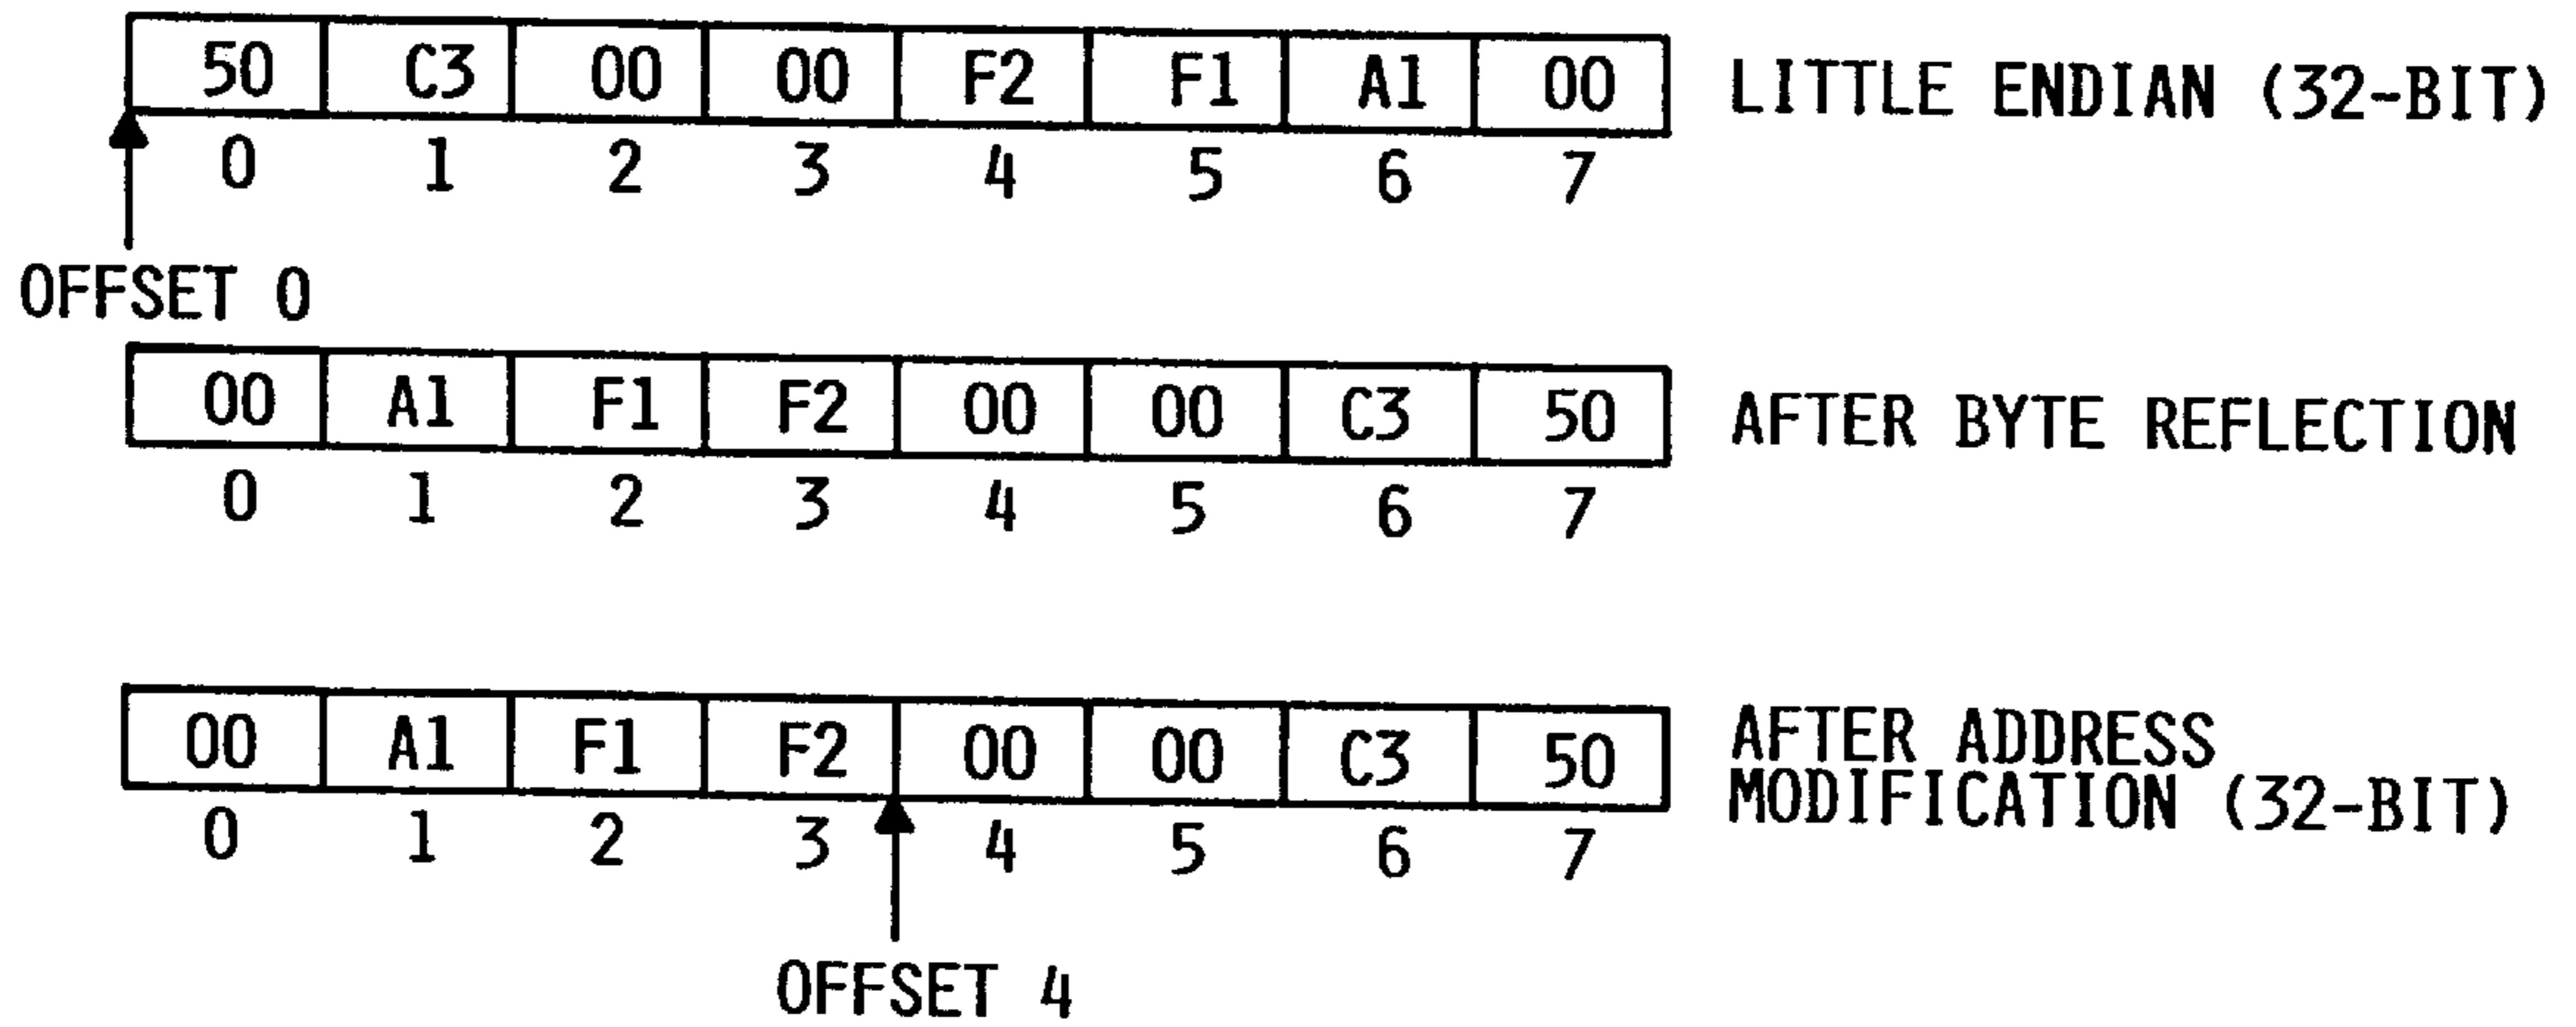 50 C3 00 00 F2 F1 A1 00 LITTLE ENDIAN (32-BIT)
0 1 2 3 4 5 6 7
OFFSET 0
00 A1 F1 F2 00 00 C3 50 AFTER BYTE REFLECTION
0 1 2 3 4 5 6 7
00 A1 F1 F2 00 00 C3 50 AFTER ADDRESS
MODIFICATION (32-BIT)
0 1 2 3 4 5 6 7
OFFSET 4